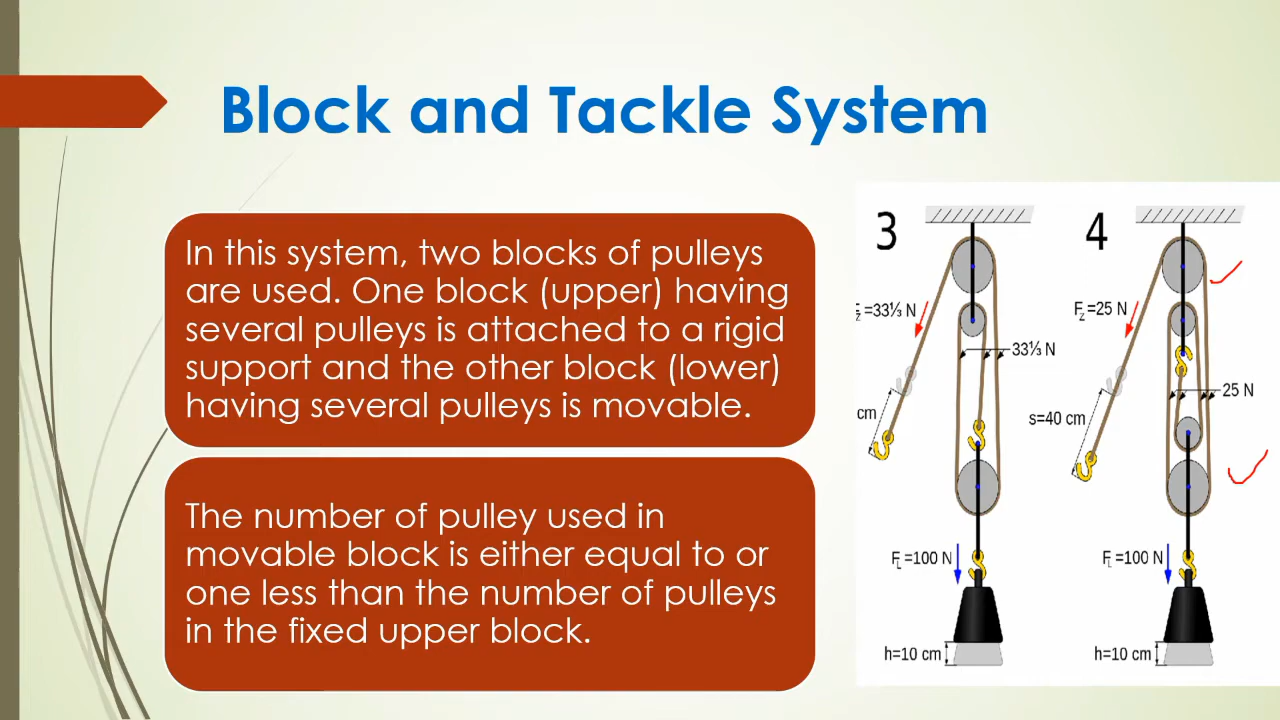 Block and Tackle System
In this system, two blocks of pulleys
are used. One block (upper) having
several pulleys is attached to a rigid
support and the other block (lower)
having several pulleys is movable.
The number of pulley used in
movable block is either equal to or
one less than the number of pulleys
in the fixed upper block.
3
=33⅓ N
33⅓ N
cm
F_L =100 N
h=10 cm
4
F_Z =25 N
25 N
s=40 cm
F_L =100 N
h=10 cm